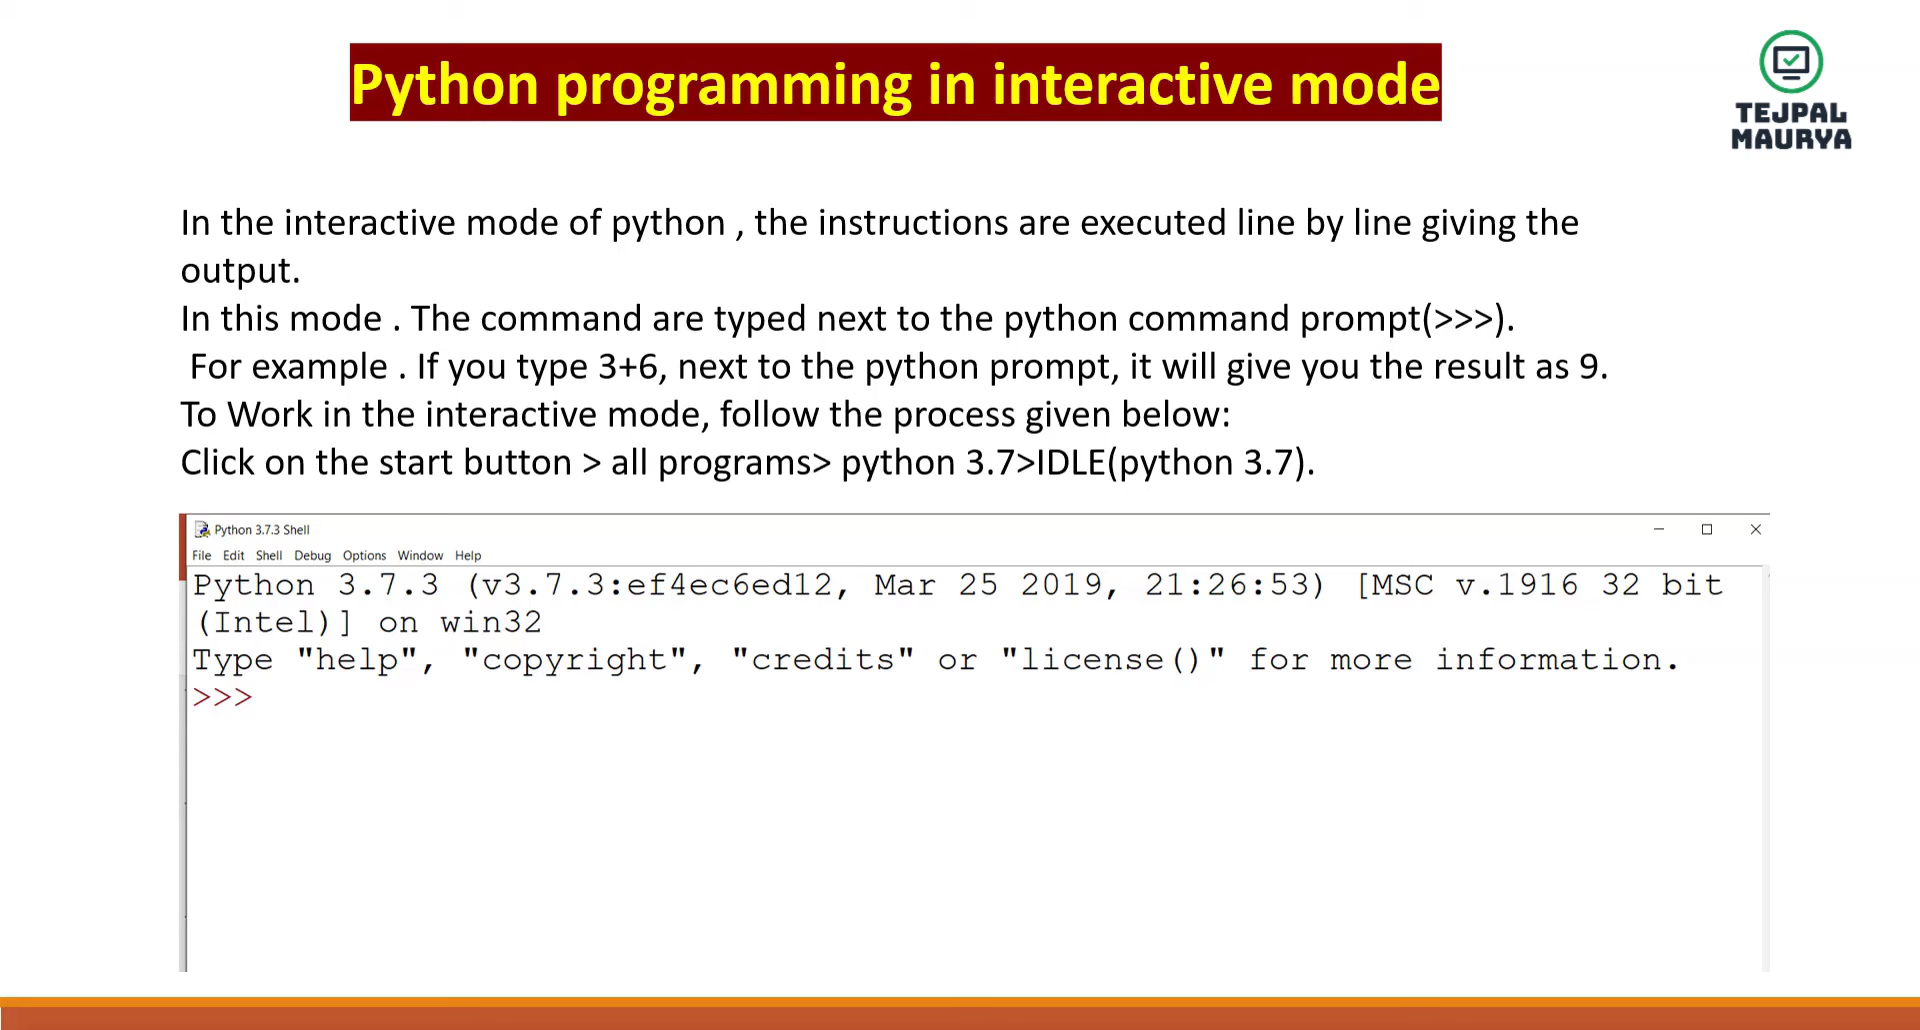 Python programming in interactive mode
TEJPAL
MAURYA
In the interactive mode of python , the instructions are executed line by line giving the
output.
In this mode . The command are typed next to the python command prompt(>>>).
For example . If you type 3+6, next to the python prompt, it will give you the result as 9.
To Work in the interactive mode, follow the process given below:
Click on the start button > all programs> python 3.7>IDLE(python 3.7).
Python 3.7.3 Shell
File Edit Shell Debug Options Window Help
Python 3.7.3 (v3.7.3:ef4ec6ed12, Mar 25 2019, 21:26:53) [MSC v.1916 32 bit
(Intel)] on win32
Type "help", "copyright", "credits" or "license()" for more information.
>>>